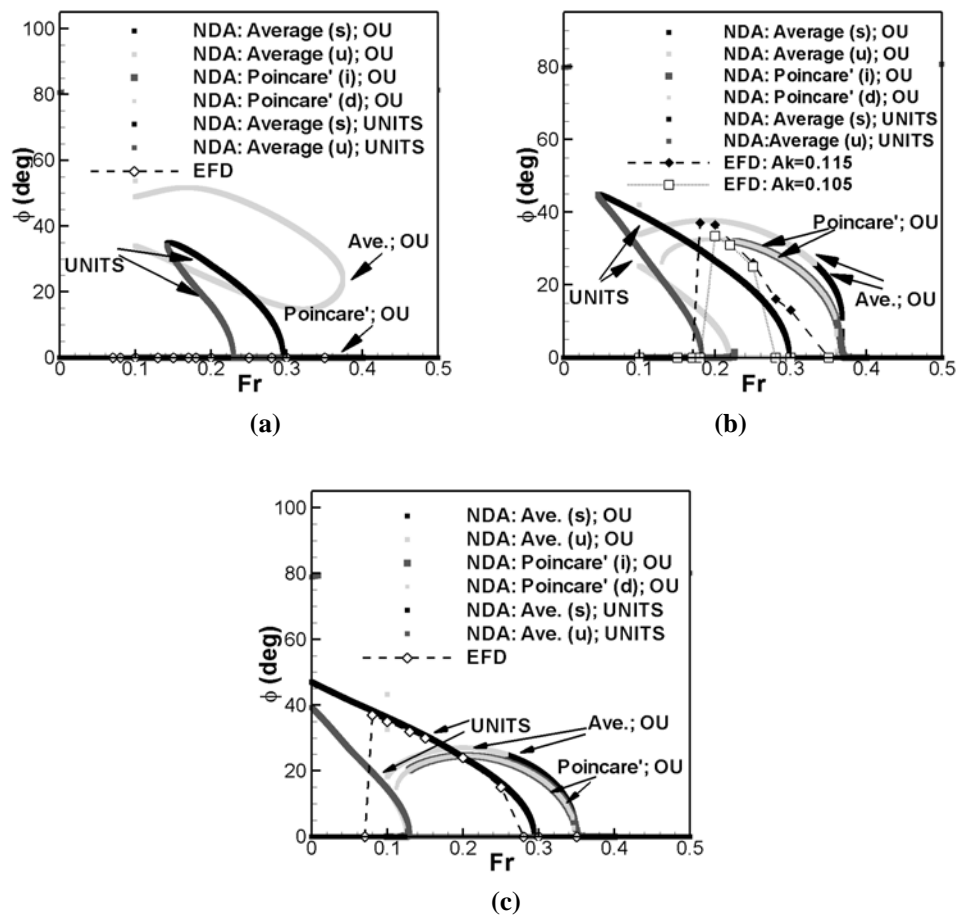 100
80
60
40
20
0
ϕ (deg)
NDA: Average (s); OU
NDA: Average (u); OU
NDA: Poincare' (i); OU
NDA: Poincare' (d); OU
NDA: Average (s); UNITS
NDA: Average (u); UNITS
EFD
UNITS
Ave.; OU
Poincare'; OU
0 0.1 0.2 0.3 0.4 0.5
Fr
(a)
80
60
40
20
0
ϕ (deg)
NDA: Average (s); OU
NDA: Average (u); OU
NDA: Poincare' (i); OU
NDA: Poincare' (d); OU
NDA: Average (s); UNITS
NDA:Average (u); UNITS
EFD: Ak=0.115
EFD: Ak=0.105
Poincare'; OU
UNITS
Ave.; OU
0 0.1 0.2 0.3 0.4 0.5
Fr
(b)
100
80
60
40
20
0
ϕ (deg)
NDA: Ave. (s); OU
NDA: Ave. (u); OU
NDA: Poincare' (i); OU
NDA: Poincare' (d); OU
NDA: Ave. (s); UNITS
NDA: Ave. (u); UNITS
EFD
UNITS
Ave.; OU
Poincare'; OU
0 0.1 0.2 0.3 0.4 0.5
Fr
(c)